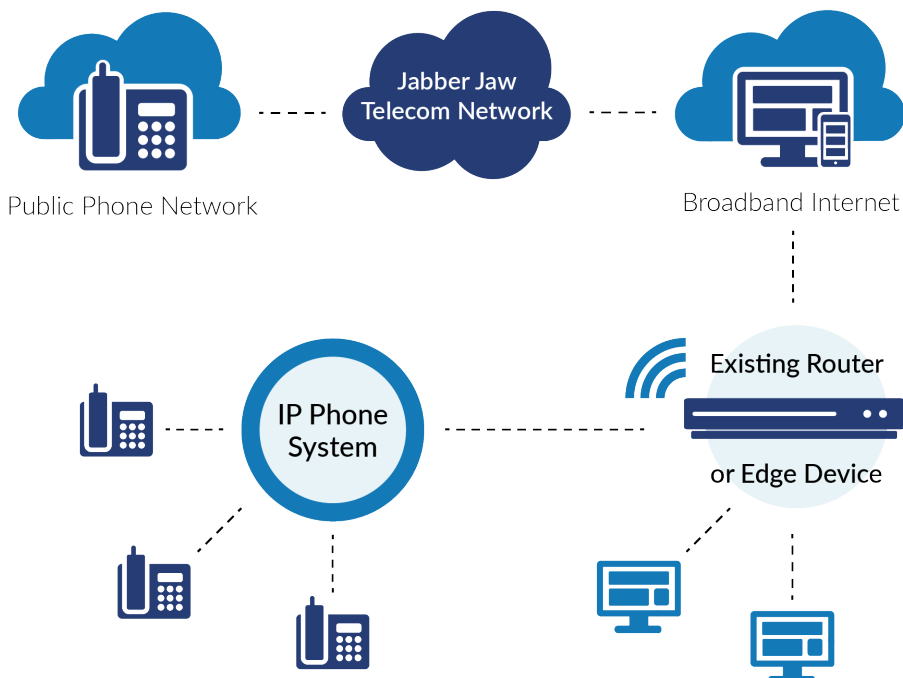 Jabber Jaw
Telecom Network
Public Phone Network
Broadband Internet
Existing Router
or Edge Device
IP Phone
System